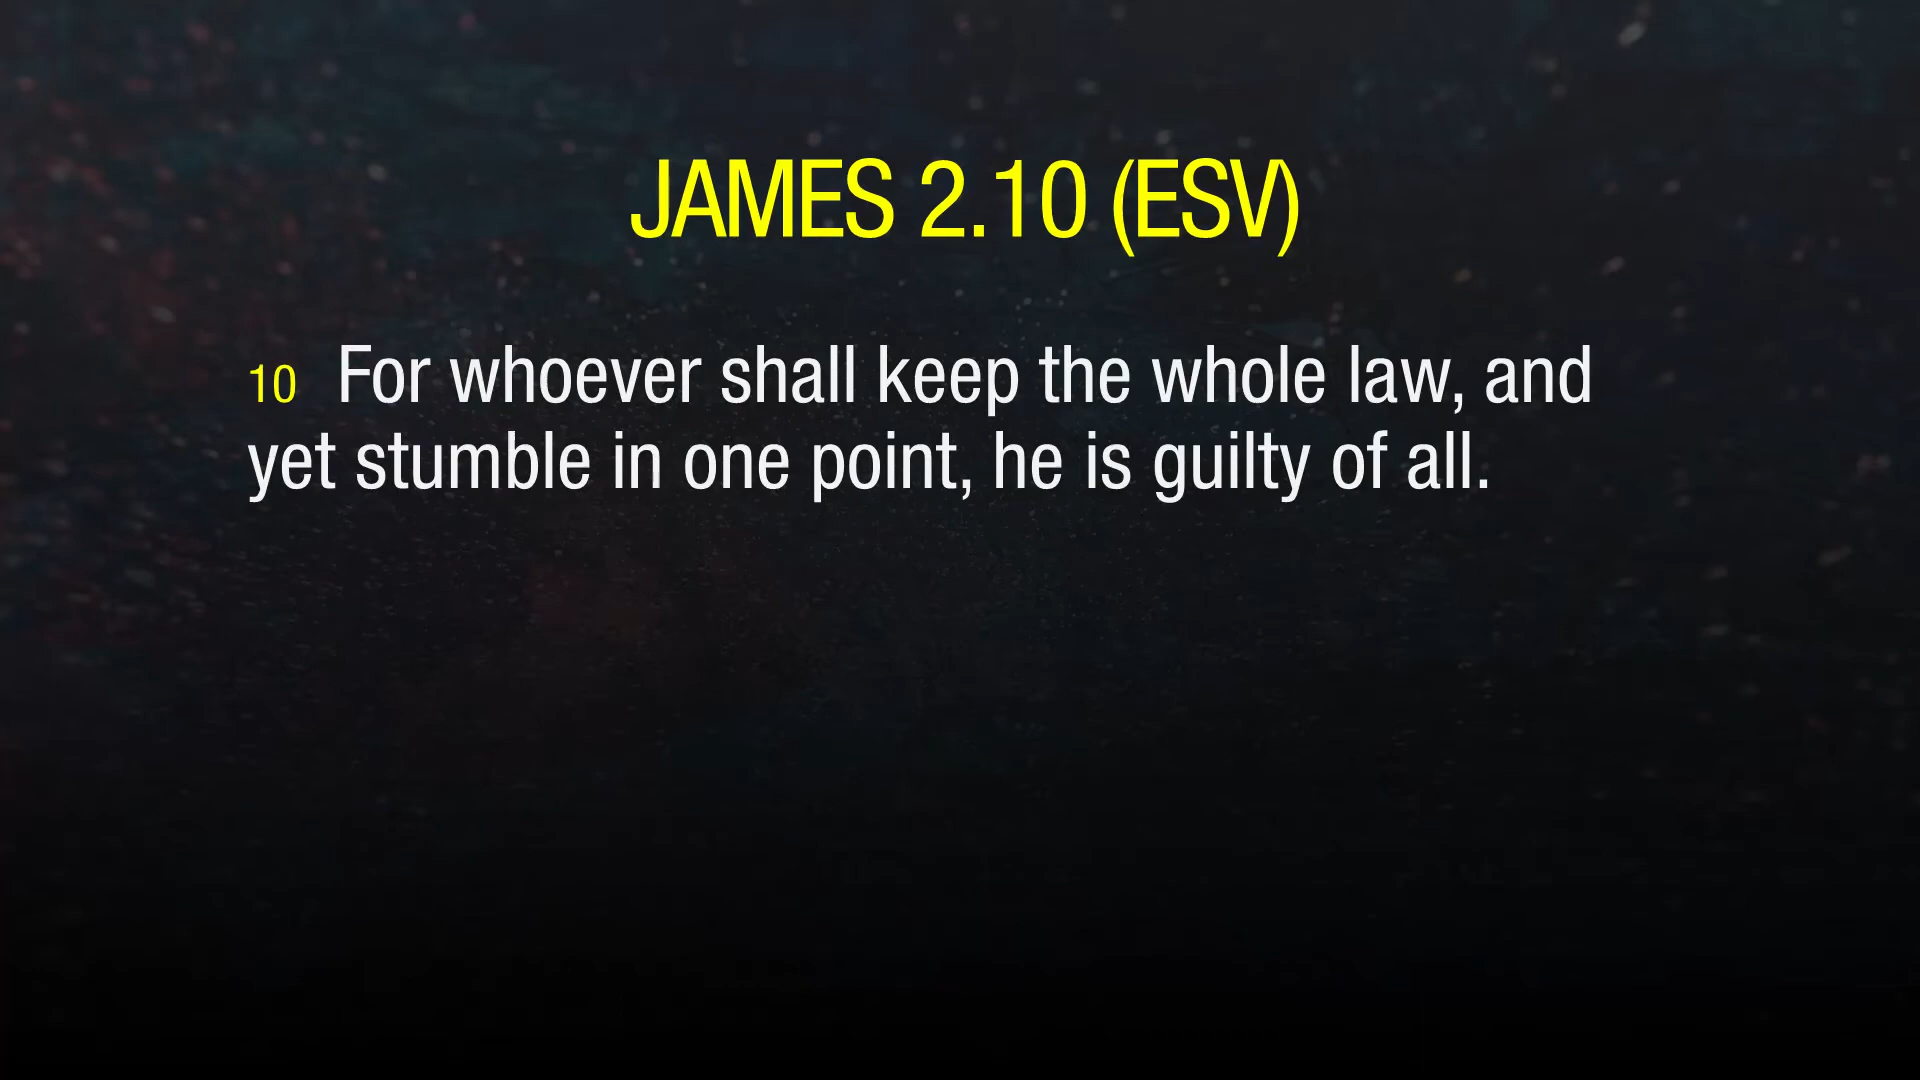 JAMES 2.10 (ESV)
10 For whoever shall keep the whole law, and
yet stumble in one point, he is guilty of all.